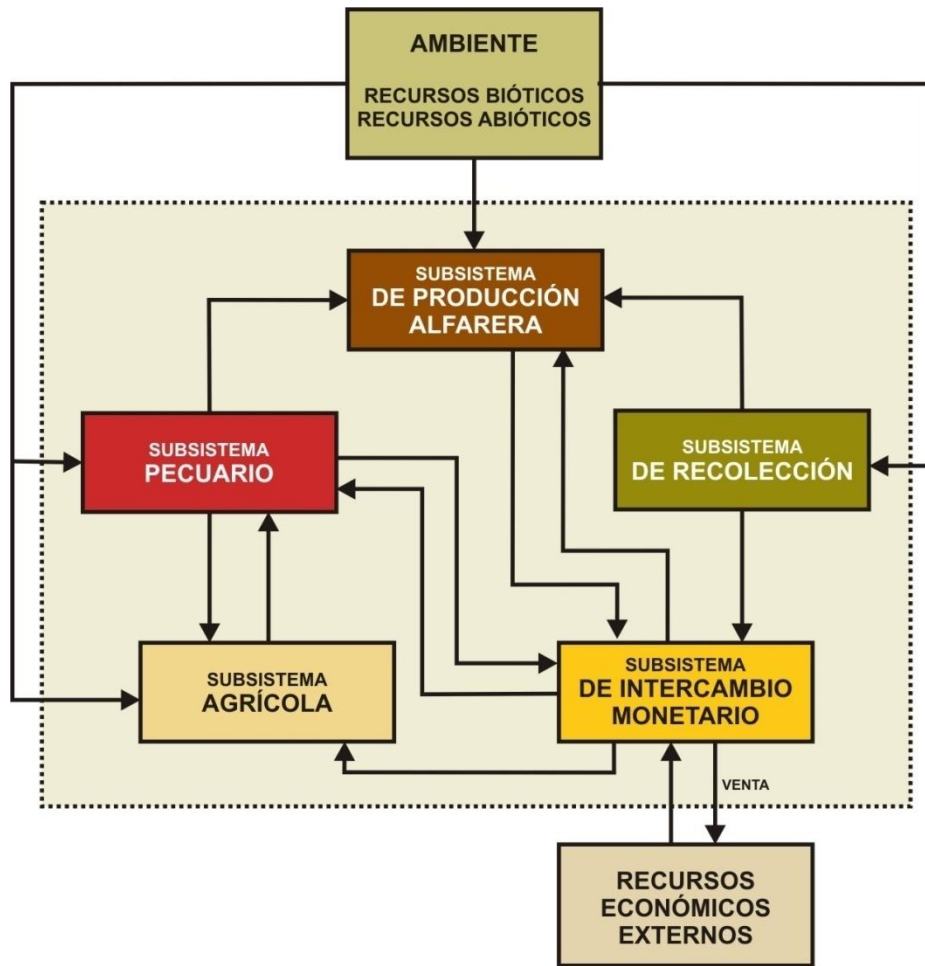 AMBIENTE
RECURSOS BIÓTICOS
RECURSOS ABIÓTICOS
SUBSISTEMA
DE PRODUCCIÓN
ALFARERA
SUBSISTEMA
PECUARIO
SUBSISTEMA
DE RECOLECCIÓN
SUBSISTEMA
AGRÍCOLA
SUBSISTEMA
DE INTERCAMBIO
MONETARIO
VENTA
RECURSOS
ECONÓMICOS
EXTERNOS